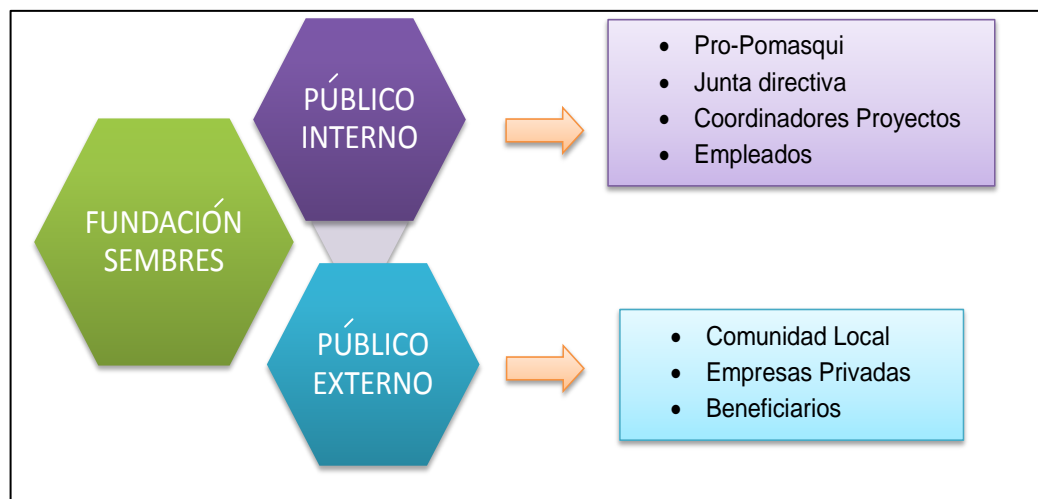 FUNDACIÓN
SEMBRES
PÚBLICO
INTERNO
• Pro-Pomasqui
• Junta directiva
• Coordinadores Proyectos
• Empleados
PÚBLICO
EXTERNO
• Comunidad Local
• Empresas Privadas
• Beneficiarios